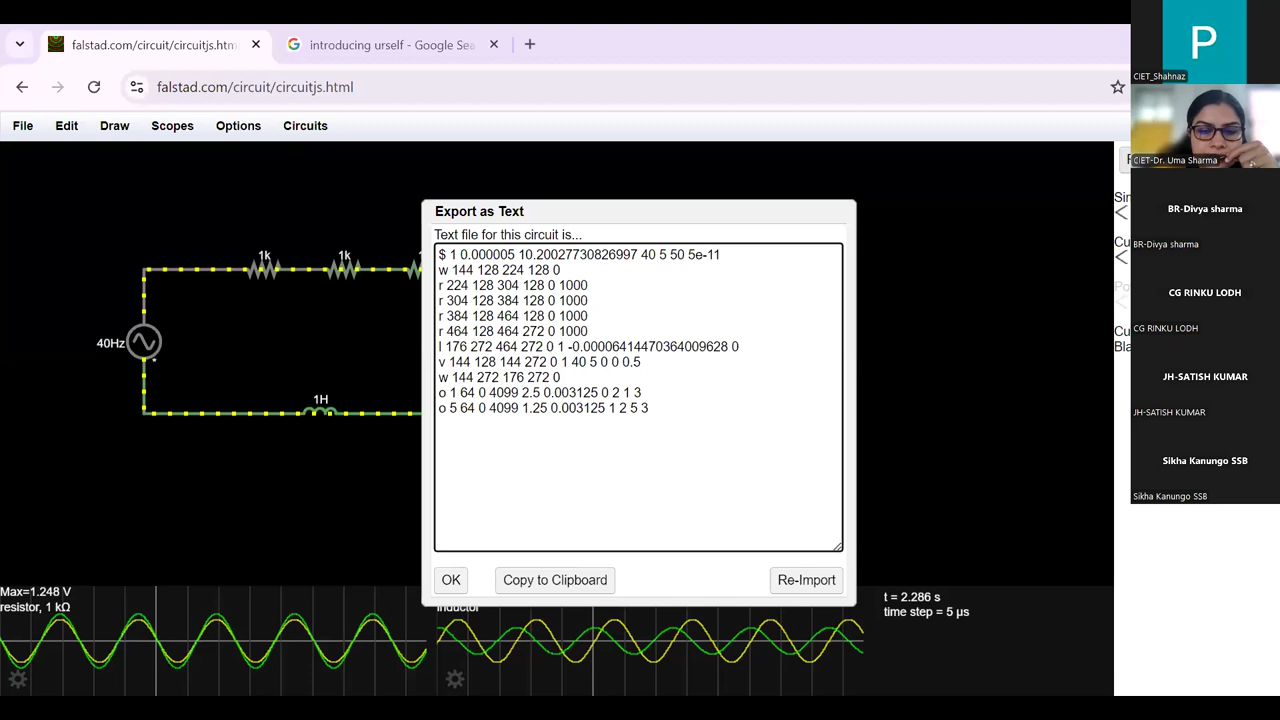 falstad.com/circuit/circuitjs.htm
introducing urself - Google Sea
falstad.com/circuit/circuitjs.html
File Edit Draw Scopes Options Circuits
Export as Text
Text file for this circuit is...
$ 1 0.000005 10.20027730826997 40 5 50 5e-11
w 144 128 224 128 0
r 224 128 304 128 0 1000
r 304 128 384 128 0 1000
r 384 128 464 128 0 1000
r 464 128 464 272 0 1000
l 176 272 464 272 0 1 -0.00006414470364009628 0
v 144 128 144 272 0 1 40 5 0 0 0.5
w 144 272 176 272 0
o 1 64 0 4099 2.5 0.003125 0 2 1 3
o 5 64 0 4099 1.25 0.003125 1 2 5 3
OK Copy to Clipboard Re-Import
1k 1k 1
40Hz
1H
Max=1.248 V
resistor, 1 kΩ
inductor
t = 2.286 s
time step = 5 μs
Sir
Cu
Po
Cu
Bla
P
CIET_Shahnaz
CIET-Dr. Uma Sharma
BR-Divya sharma
BR-Divya sharma
CG RINKU LODH
CG RINKU LODH
JH-SATISH KUMAR
JH-SATISH KUMAR
Sikha Kanungo SSB
Sikha Kanungo SSB